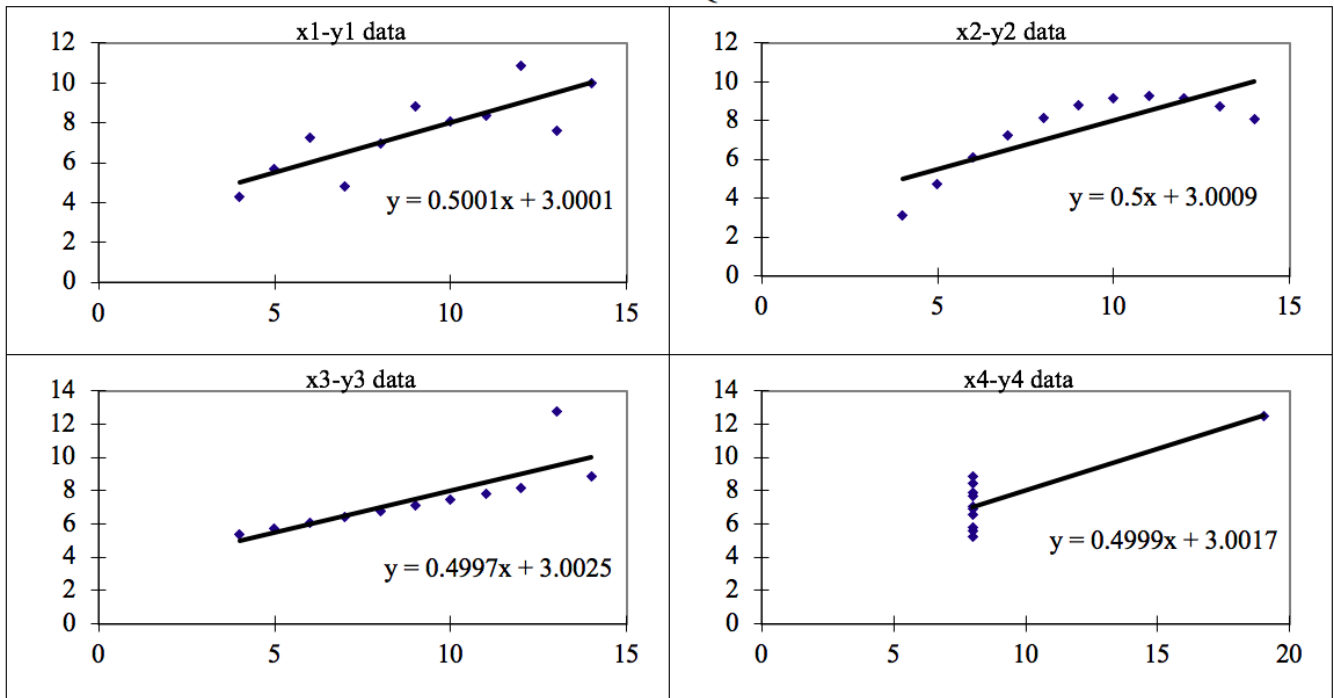 x1-y1 data
12
10
8
6
4
2
0
y = 0.5001x + 3.0001
0 5 10 15
x2-y2 data
12
10
8
6
4
2
0
y = 0.5x + 3.0009
0 5 10 15
x3-y3 data
14
12
10
8
6
4
2
0
y = 0.4997x + 3.0025
0 5 10 15
x4-y4 data
14
12
10
8
6
4
2
0
y = 0.4999x + 3.0017
0 5 10 15 20